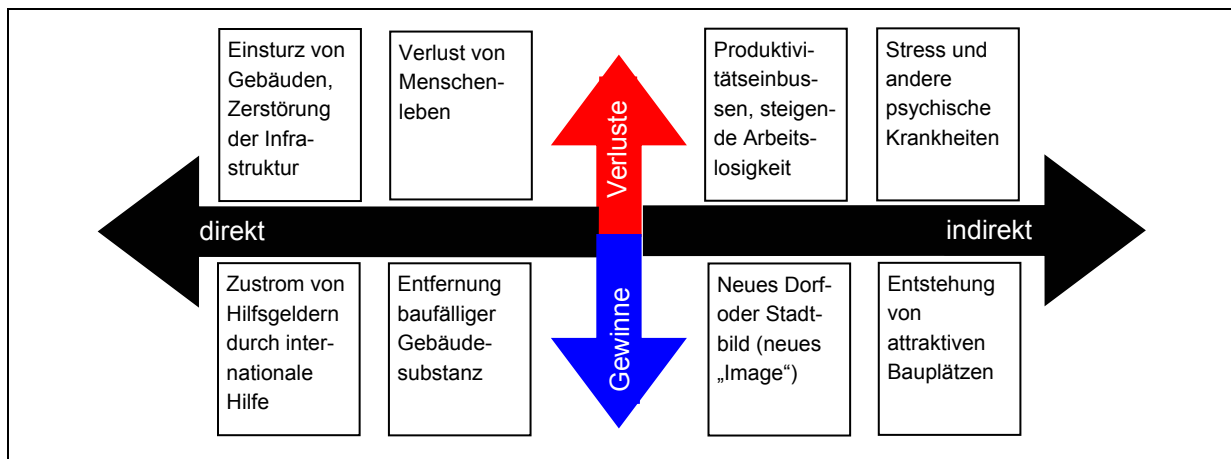 Einsturz von
Gebäuden,
Zerstörung
der Infra-
struktur
Verlust von
Menschen-
leben
Verluste
Produktivi-
tätseinbus-
sen, steigen-
de Arbeits-
losigkeit
Stress und
andere
psychische
Krankheiten
direkt
indirekt
Zustrom von
Hilfsgeldern
durch inter-
nationale
Hilfe
Entfernung
baufälliger
Gebäude-
substanz
Gewinne
Neues Dorf-
oder Stadt-
bild (neues
„Image“)
Entstehung
von
attraktiven
Bauplätzen